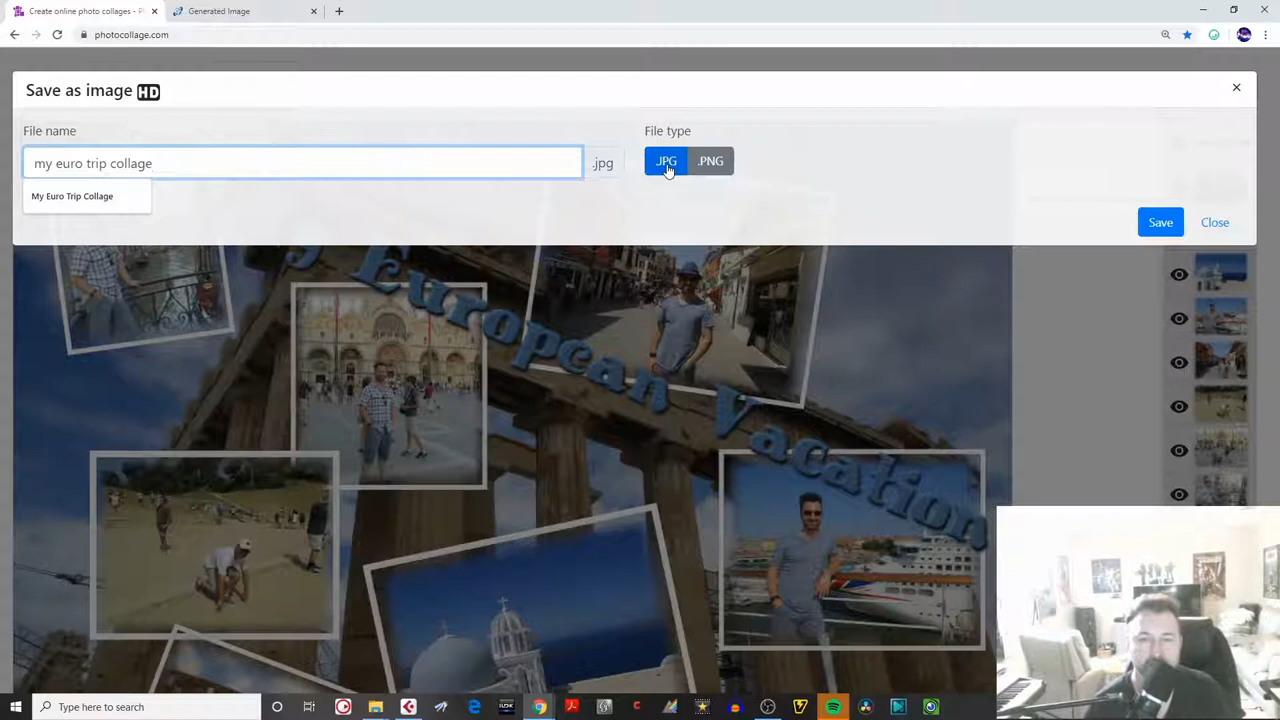 Create online photo collages - P
Generated Image
photocollage.com
Save as image HD
File name
File type
my euro trip collage
.jpg
.JPG
.PNG
My Euro Trip Collage
Save
Close
European Vacation
Type here to search